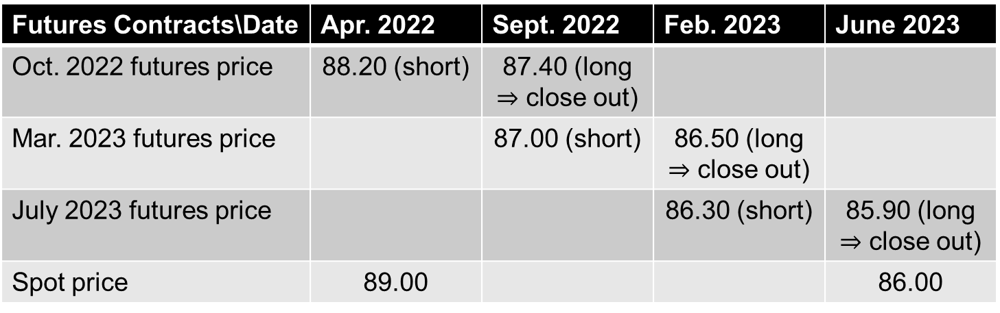 Futures Contracts\Date Apr. 2022 Sept. 2022 Feb. 2023 June 2023
Oct. 2022 futures price 88.20 (short) 87.40 (long
⇒ close out)
Mar. 2023 futures price 87.00 (short) 86.50 (long
⇒ close out)
July 2023 futures price 86.30 (short) 85.90 (long
⇒ close out)
Spot price 89.00 86.00